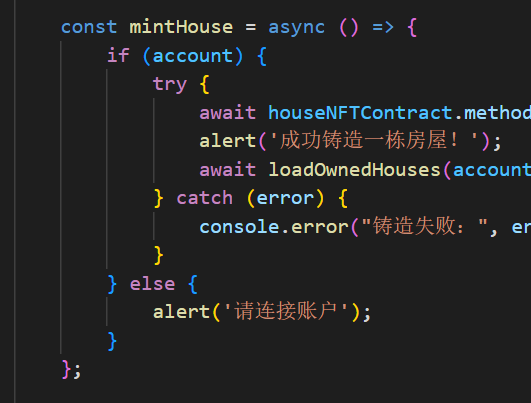 const mintHouse = async () => {
if (account) {
try {
await houseNFTContract.method
alert('成功铸造一栋房屋！');
await loadOwnedHouses(account
} catch (error) {
console.error("铸造失败：", er
}
} else {
alert('请连接账户');
}
};